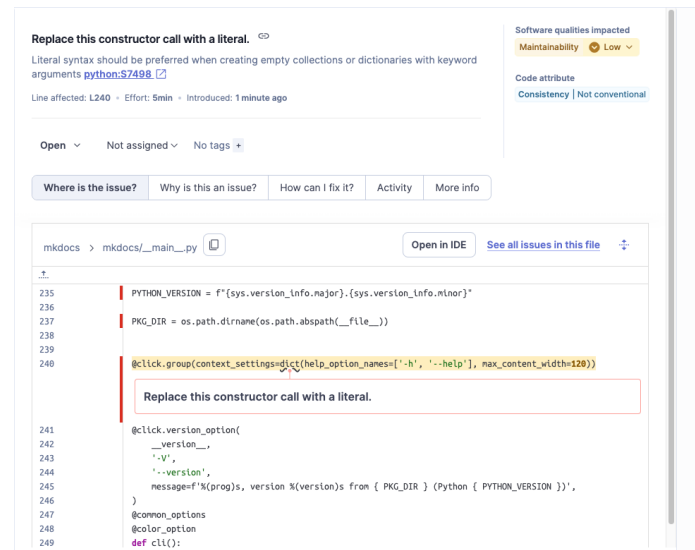 Replace this constructor call with a literal.
Literal syntax should be preferred when creating empty collections or dictionaries with keyword
arguments python:S7498
Line affected: L240 • Effort: 5min • Introduced: 1 minute ago
Software qualities impacted
Maintainability Low
Code attribute
Consistency | Not conventional
Open Not assigned No tags +
Where is the issue? Why is this an issue? How can I fix it? Activity More info
mkdocs > mkdocs/__main__.py Open in IDE See all issues in this file
235 PYTHON_VERSION = f"{sys.version_info.major}.{sys.version_info.minor}"
236
237 PKG_DIR = os.path.dirname(os.path.abspath(__file__))
238
239
240 @click.group(context_settings=dict(help_option_names=['-h', '--help'], max_content_width=120))
Replace this constructor call with a literal.
241 @click.version_option(
242 __version__,
243 '-V',
244 '--version',
245 message=f'%(prog)s, version %(version)s from { PKG_DIR } (Python { PYTHON_VERSION })',
246 )
247 @common_options
248 @color_option
249 def cli():